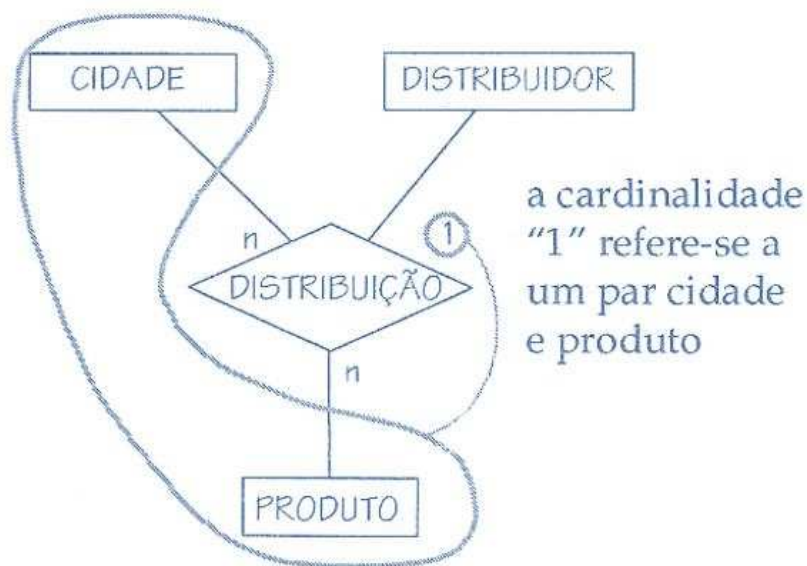 CIDADE
DISTRIBUIDOR
n
1
a cardinalidade
"1" refere-se a
um par cidade
e produto
DISTRIBUIÇÃO
n
PRODUTO